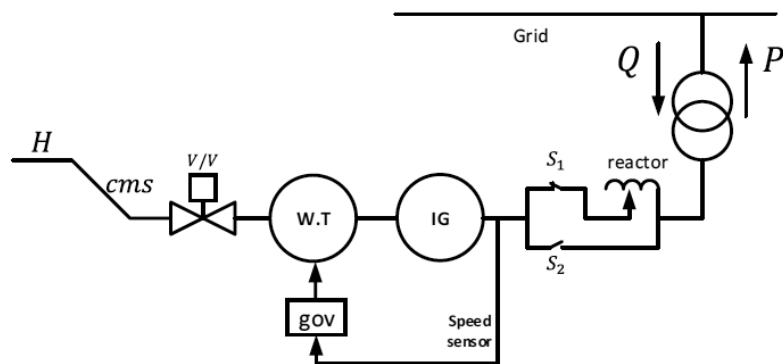 Grid
Q
P
H
cms
V/V
W.T
IG
S₁
reactor
S₂
gov
Speed
sensor